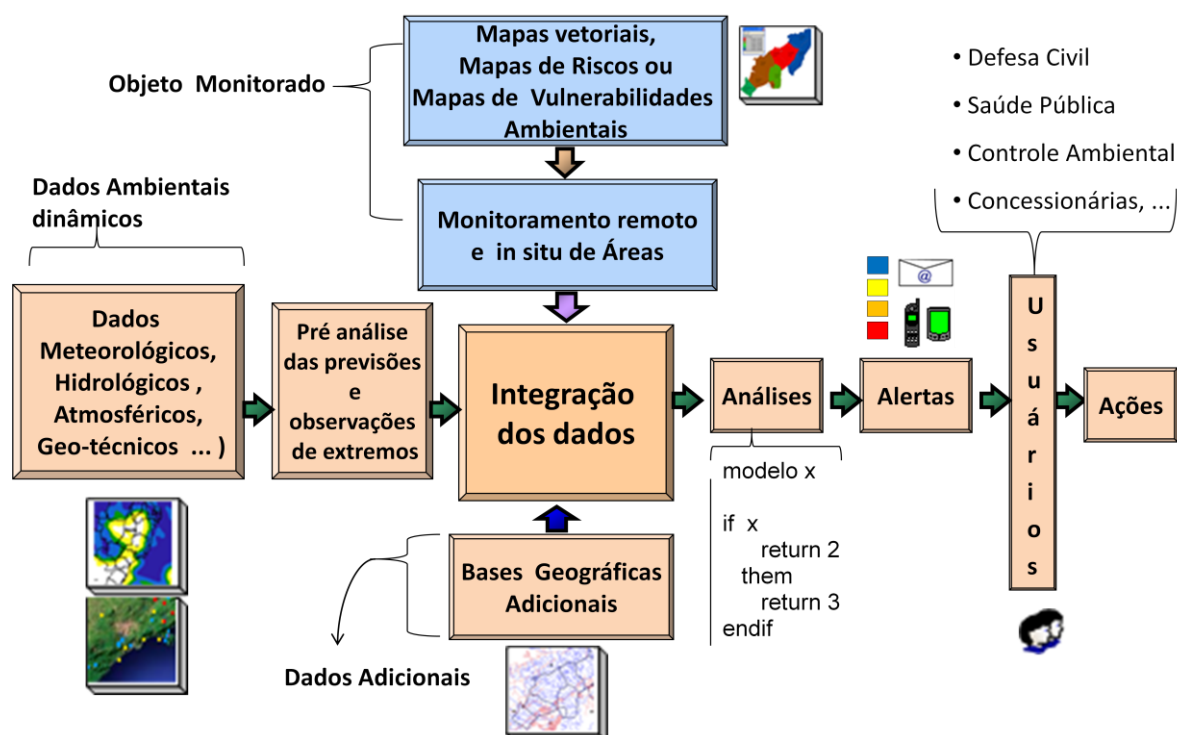 Mapas vetoriais,
Mapas de Riscos ou
Mapas de Vulnerabilidades
Ambientais
Objeto Monitorado
• Defesa Civil
• Saúde Pública
• Controle Ambiental
• Concessionárias, ...
Dados Ambientais
dinâmicos
Monitoramento remoto
e in situ de Áreas
@
Dados
Meteorológicos,
Hidrológicos ,
Atmosféricos,
Geo-técnicos ... )
Pré análise
das previsões
e
observações
de extremos
Integração
dos dados
Análises
Alertas
U
s
u
á
r
i
o
s
Ações
modelo x
if x
return 2
them
return 3
endif
Bases Geográficas
Adicionais
Dados Adicionais